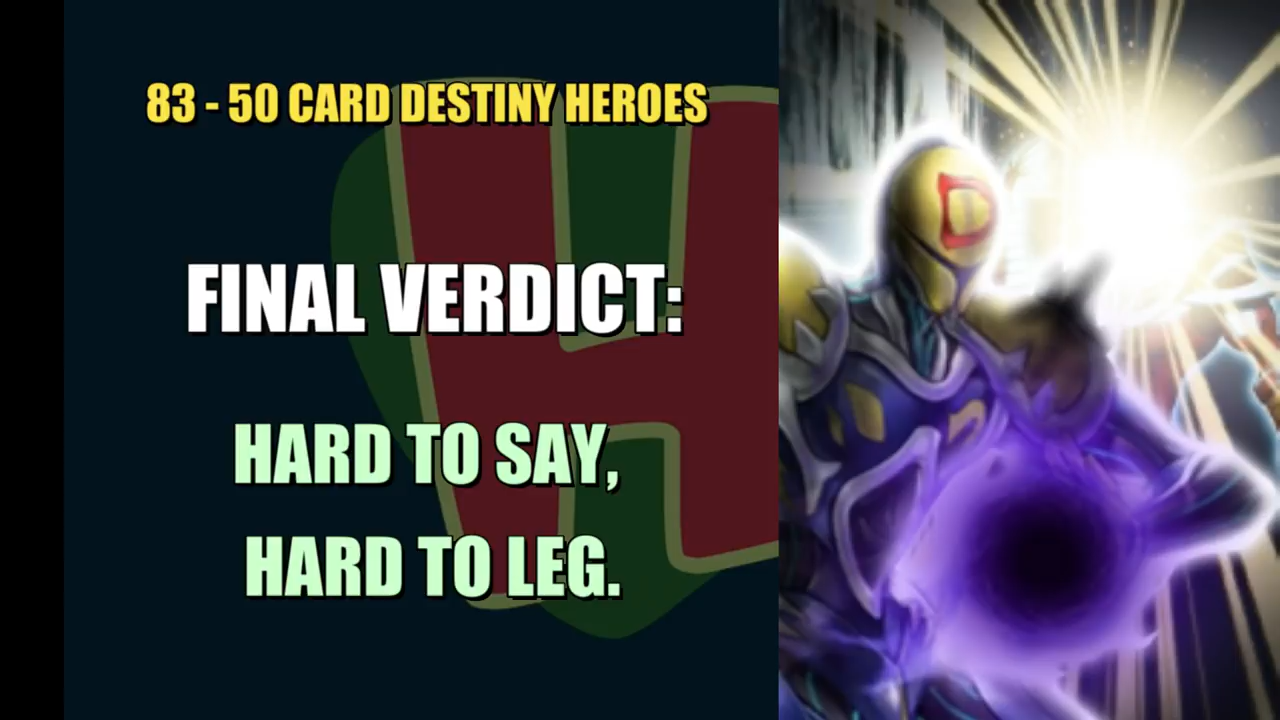 83 - 50 CARD DESTINY HEROES
FINAL VERDICT:
HARD TO SAY,
HARD TO LEG.
H
D